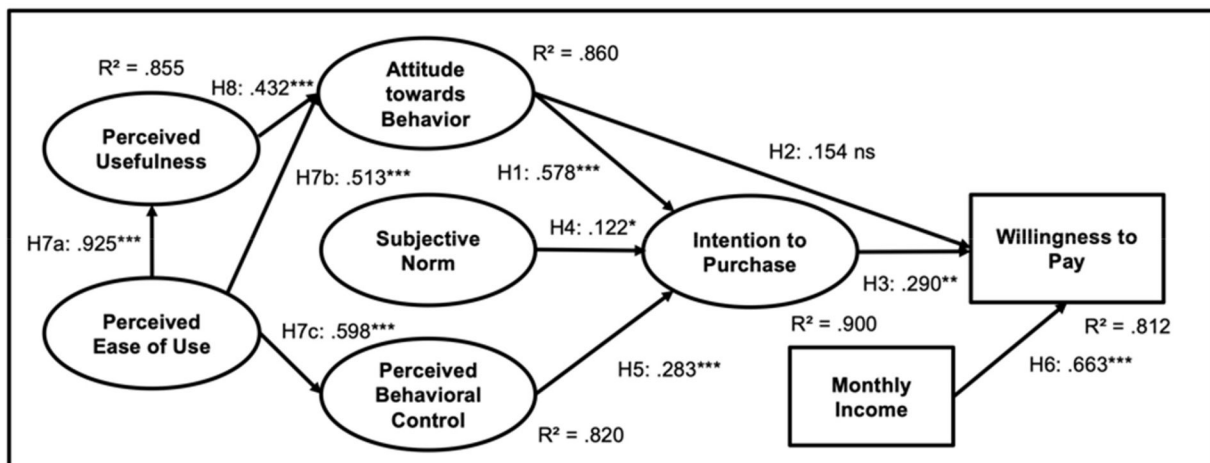 R² = .855
H8: .432***
Attitude
towards
Behavior
R² = .860
Perceived
Usefulness
H7b: .513***
H1: .578***
H2: .154 ns
H7a: .925***
Subjective
Norm
H4: .122*
Intention to
Purchase
Willingness to
Pay
H3: .290**
Perceived
Ease of Use
H7c: .598***
R² = .900
R² = .812
Perceived
Behavioral
Control
H5: .283***
Monthly
Income
H6: .663***
R² = .820